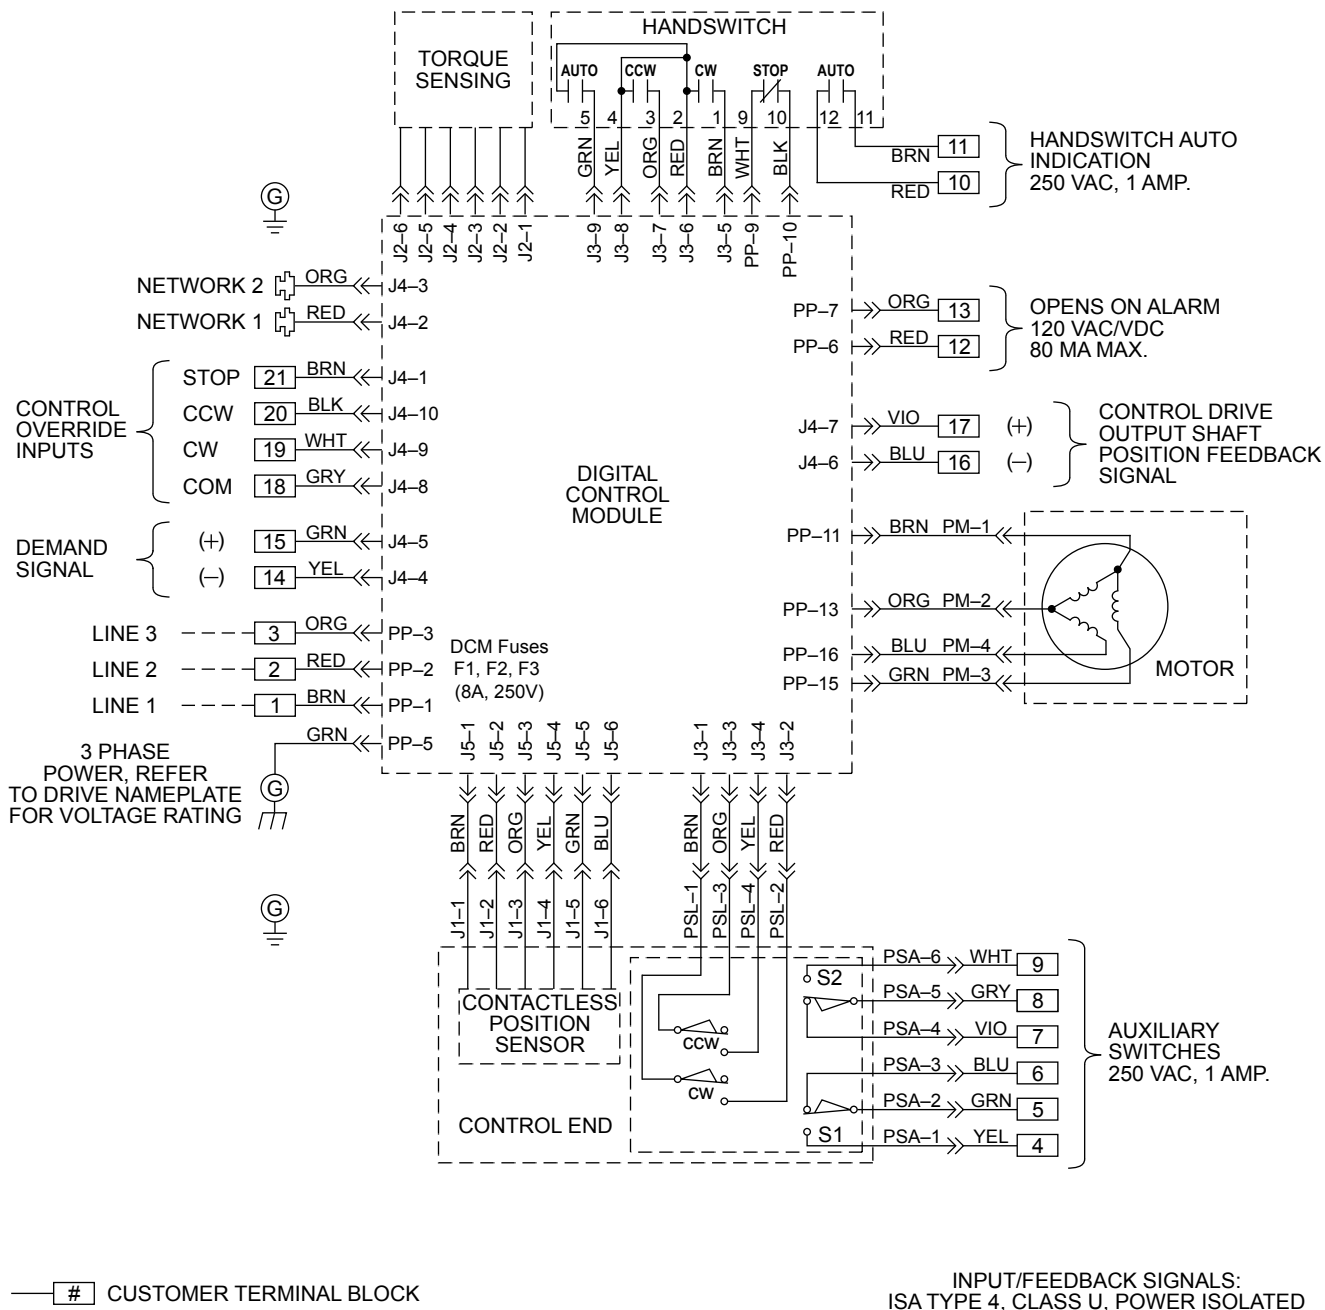 TORQUE
SENSING
HANDSWITCH
AUTO
CCW
CW
STOP
AUTO
5
4
3
2
1
9
10
12
11
GRN
YEL
ORG
RED
BRN
WHT
BLK
BRN
11
RED
10
HANDSWITCH AUTO
INDICATION
250 VAC, 1 AMP.
G
J2–6
J2–5
J2–4
J2–3
J2–2
J2–1
J3–9
J3–8
J3–7
J3–6
J3–5
PP–9
PP–10
NETWORK 2
ORG
J4–3
NETWORK 1
RED
J4–2
CONTROL
OVERRIDE
INPUTS
STOP
21
BRN
J4–1
CCW
20
BLK
J4–10
CW
19
WHT
J4–9
COM
18
GRY
J4–8
DEMAND
SIGNAL
(+)
15
GRN
J4–5
(–)
14
YEL
J4–4
LINE 3
3
ORG
PP–3
LINE 2
2
RED
PP–2
LINE 1
1
BRN
PP–1
GRN
PP–5
3 PHASE
POWER, REFER
TO DRIVE NAMEPLATE
FOR VOLTAGE RATING
G
DIGITAL
CONTROL
MODULE
DCM Fuses
F1, F2, F3
(8A, 250V)
PP–7
ORG
13
PP–6
RED
12
OPENS ON ALARM
120 VAC/VDC
80 MA MAX.
J4–7
VIO
17
(+)
J4–6
BLU
16
(–)
CONTROL DRIVE
OUTPUT SHAFT
POSITION FEEDBACK
SIGNAL
PP–11
BRN
PM–1
PP–13
ORG
PM–2
PP–16
BLU
PM–4
PP–15
GRN
PM–3
MOTOR
J5–1
J5–2
J5–3
J5–4
J5–5
J5–6
J3–1
J3–3
J3–4
J3–2
BRN
RED
ORG
YEL
GRN
BLU
BRN
ORG
YEL
RED
J1–1
J1–2
J1–3
J1–4
J1–5
J1–6
PSL–1
PSL–3
PSL–4
PSL–2
G
CONTACTLESS
POSITION
SENSOR
CONTROL END
CCW
CW
S2
S1
PSA–6
WHT
9
PSA–5
GRY
8
PSA–4
VIO
7
PSA–3
BLU
6
PSA–2
GRN
5
PSA–1
YEL
4
AUXILIARY
SWITCHES
250 VAC, 1 AMP.
# CUSTOMER TERMINAL BLOCK
INPUT/FEEDBACK SIGNALS:
ISA TYPE 4, CLASS U, POWER ISOLATED